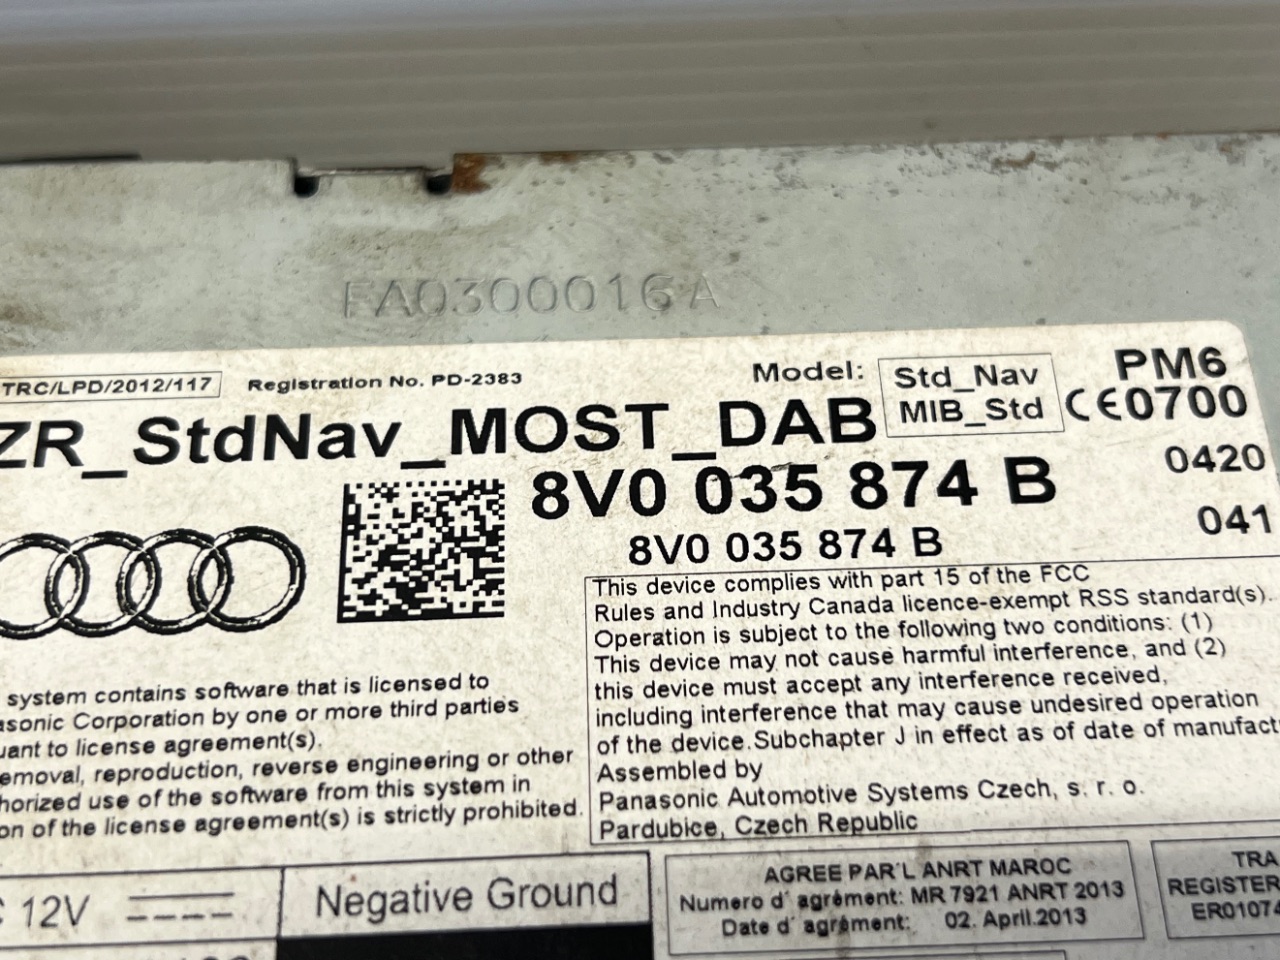 FA0300016A
TRC/LPD/2012/117 Registration No. PD-2383 Model: Std_Nav MIB_Std PM6
CE0700
ZR_StdNav_MOST_DAB
8V0 035 874 B 0420
8V0 035 874 B 041
This device complies with part 15 of the FCC
Rules and Industry Canada licence-exempt RSS standard(s).
Operation is subject to the following two conditions: (1)
This device may not cause harmful interference, and (2)
this device must accept any interference received,
including interference that may cause undesired operation
of the device.Subchapter J in effect as of date of manufact
Assembled by
Panasonic Automotive Systems Czech, s. r. o.
Pardubice, Czech Republic
system contains software that is licensed to
asonic Corporation by one or more third parties
uant to license agreement(s).
emoval, reproduction, reverse engineering or other
horized use of the software from this system in
on of the license agreement(s) is strictly prohibited.
12V
Negative Ground
AGREE PAR'L ANRT MAROC
Numero d' agrément: MR 7921 ANRT 2013
Date d' agrément: 02. April.2013
TRA
REGISTER
ER01074